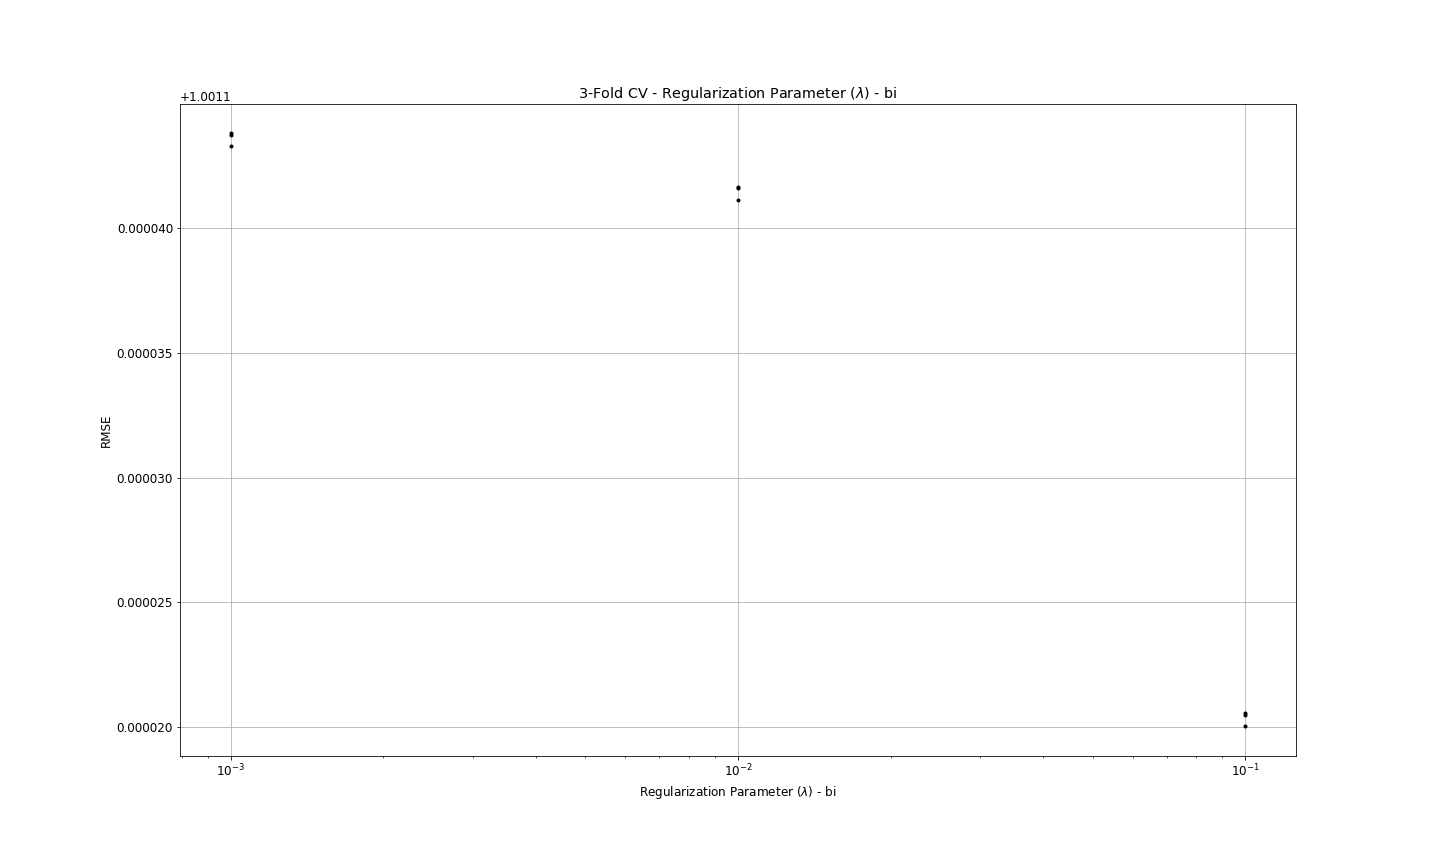 3-Fold CV - Regularization Parameter (λ) - bi
+1.0011
0.000040
0.000035
0.000030
0.000025
0.000020
RMSE
10⁻³ 10⁻² 10⁻¹
Regularization Parameter (λ) - bi